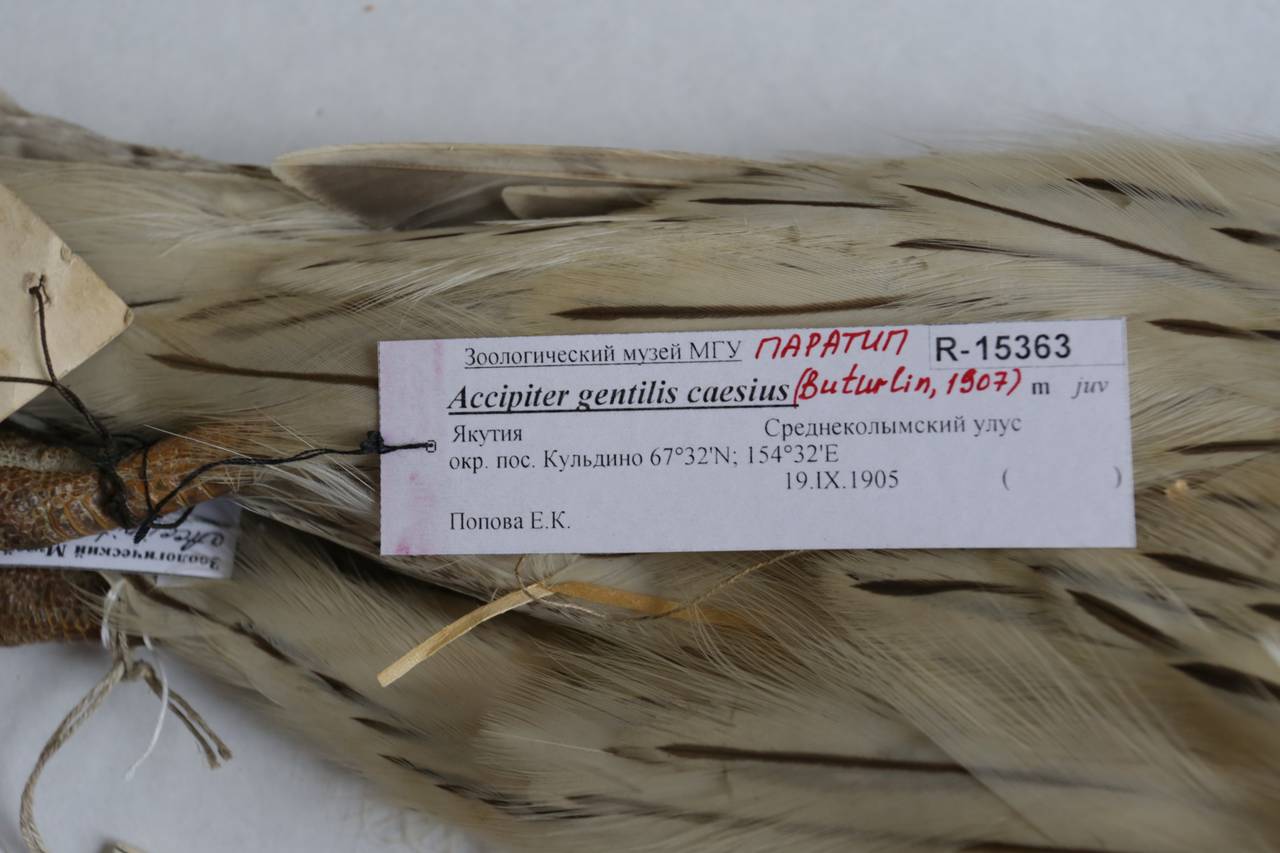 Зоологический музей МГУ ПАРАТИП R-15363
Accipiter gentilis caesius (Buturlin, 1907) m juv
Якутия Среднеколымский улус
окр. пос. Кульдино 67°32'N; 154°32'E
19.IX.1905 ( )
Попова Е.К.
Зоологический М